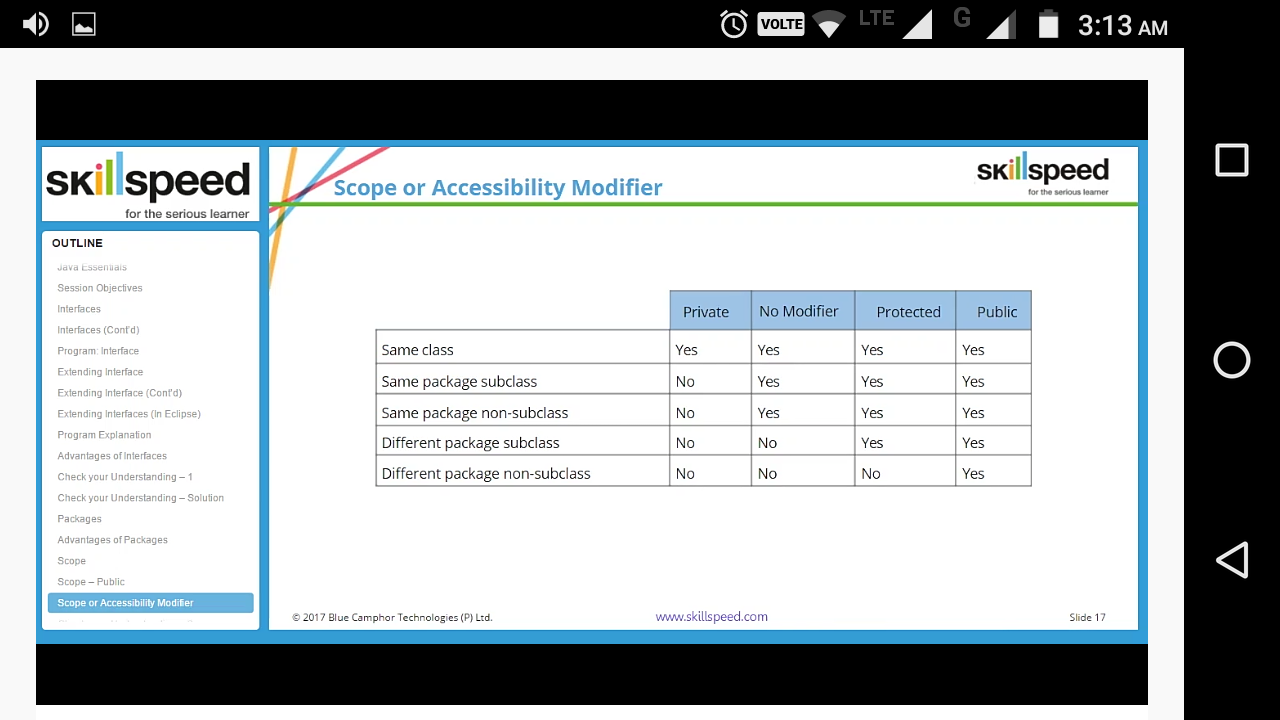 VOLTE LTE G 3:13 AM
skillspeed
for the serious learner
OUTLINE
Java Essentials
Session Objectives
Interfaces
Interfaces (Cont'd)
Program: Interface
Extending Interface
Extending Interface (Cont'd)
Extending Interfaces (In Eclipse)
Program Explanation
Advantages of Interfaces
Check your Understanding – 1
Check your Understanding – Solution
Packages
Advantages of Packages
Scope
Scope – Public
Scope or Accessibility Modifier
Scope or Accessibility Modifier
skillspeed
for the serious learner
Private No Modifier Protected Public
Same class Yes Yes Yes Yes
Same package subclass No Yes Yes Yes
Same package non-subclass No Yes Yes Yes
Different package subclass No No Yes Yes
Different package non-subclass No No No Yes
© 2017 Blue Camphor Technologies (P) Ltd. www.skillspeed.com Slide 17